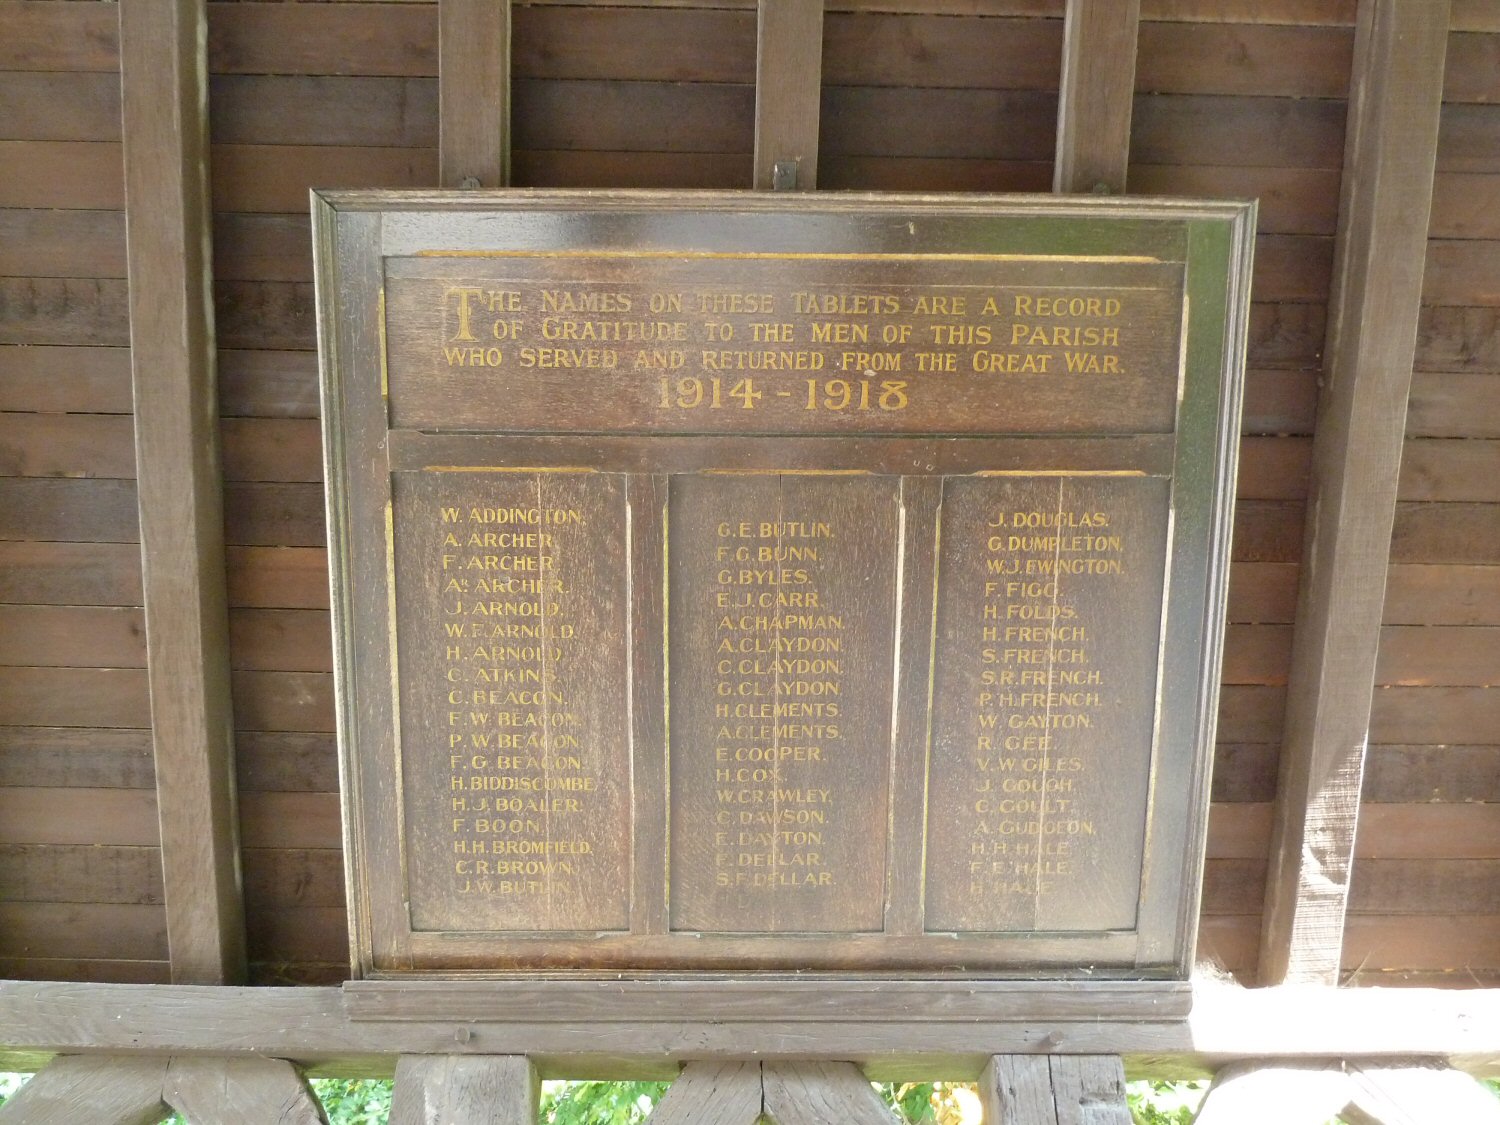 THE NAMES ON THESE TABLETS ARE A RECORD
OF GRATITUDE TO THE MEN OF THIS PARISH
WHO SERVED AND RETURNED FROM THE GREAT WAR.
1914-1918
W. ADDINGTON.
A. ARCHER.
F. ARCHER.
AR. ARCHER.
J. ARNOLD.
W. F. ARNOLD.
H. ARNOLD.
C. ATKINS.
C. BEACON.
F. W. BEACON.
P. W. BEACON.
F. G. BEACON.
H. BIDDISCOMBE.
H. J. BOALER.
F. BOON.
H. H. BROMFIELD.
C. R. BROWN.
J. W. BUTLIN.
G. E. BUTLIN.
F. G. BUNN.
G. BYLES.
E. J. CARR.
A. CHAPMAN.
A. CLAYDON.
C. CLAYDON.
G. CLAYDON.
H. CLEMENTS.
A. CLEMENTS.
E. COOPER.
H. COX.
W. CRAWLEY.
C. DAWSON.
E. DAYTON.
F. DELLAR.
S. F. DELLAR.
J. DOUGLAS.
G. DUMPLETON.
W. J. EWINGTON.
F. FIGG.
H. FOLDS.
H. FRENCH.
S. FRENCH.
S. R. FRENCH.
P. H. FRENCH.
W. GAYTON.
R. GEE.
V. W. GILES.
J. GOUGH.
C. GOULT.
A. GUDGEON.
H. H. HALE.
F. E. HALE.
HALE